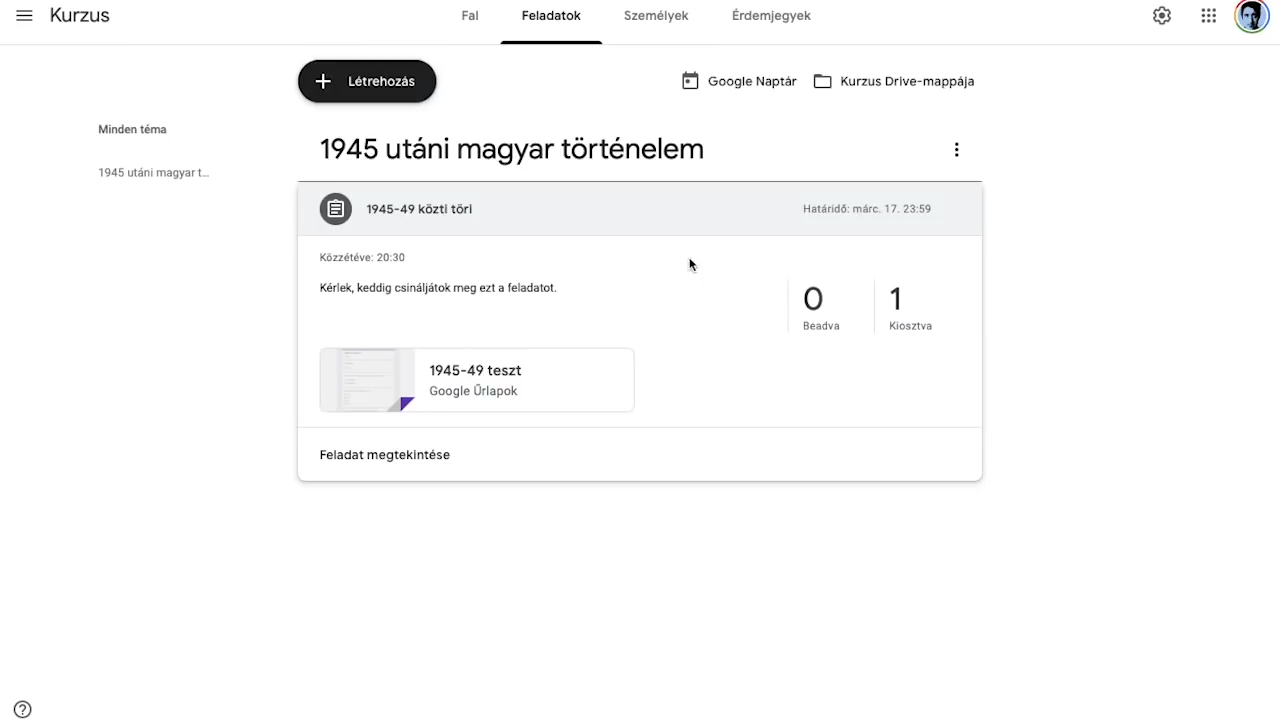 Kurzus
Fal
Feladatok
Személyek
Érdemjegyek
Létrehozás
Google Naptár
Kurzus Drive-mappája
Minden téma
1945 utáni magyar t...
1945 utáni magyar történelem
1945-49 közti töri
Határidő: márc. 17. 23:59
Közzétéve: 20:30
Kérlek, keddig csináljátok meg ezt a feladatot.
0
Beadva
1
Kiosztva
1945-49 teszt
Google Űrlapok
Feladat megtekintése